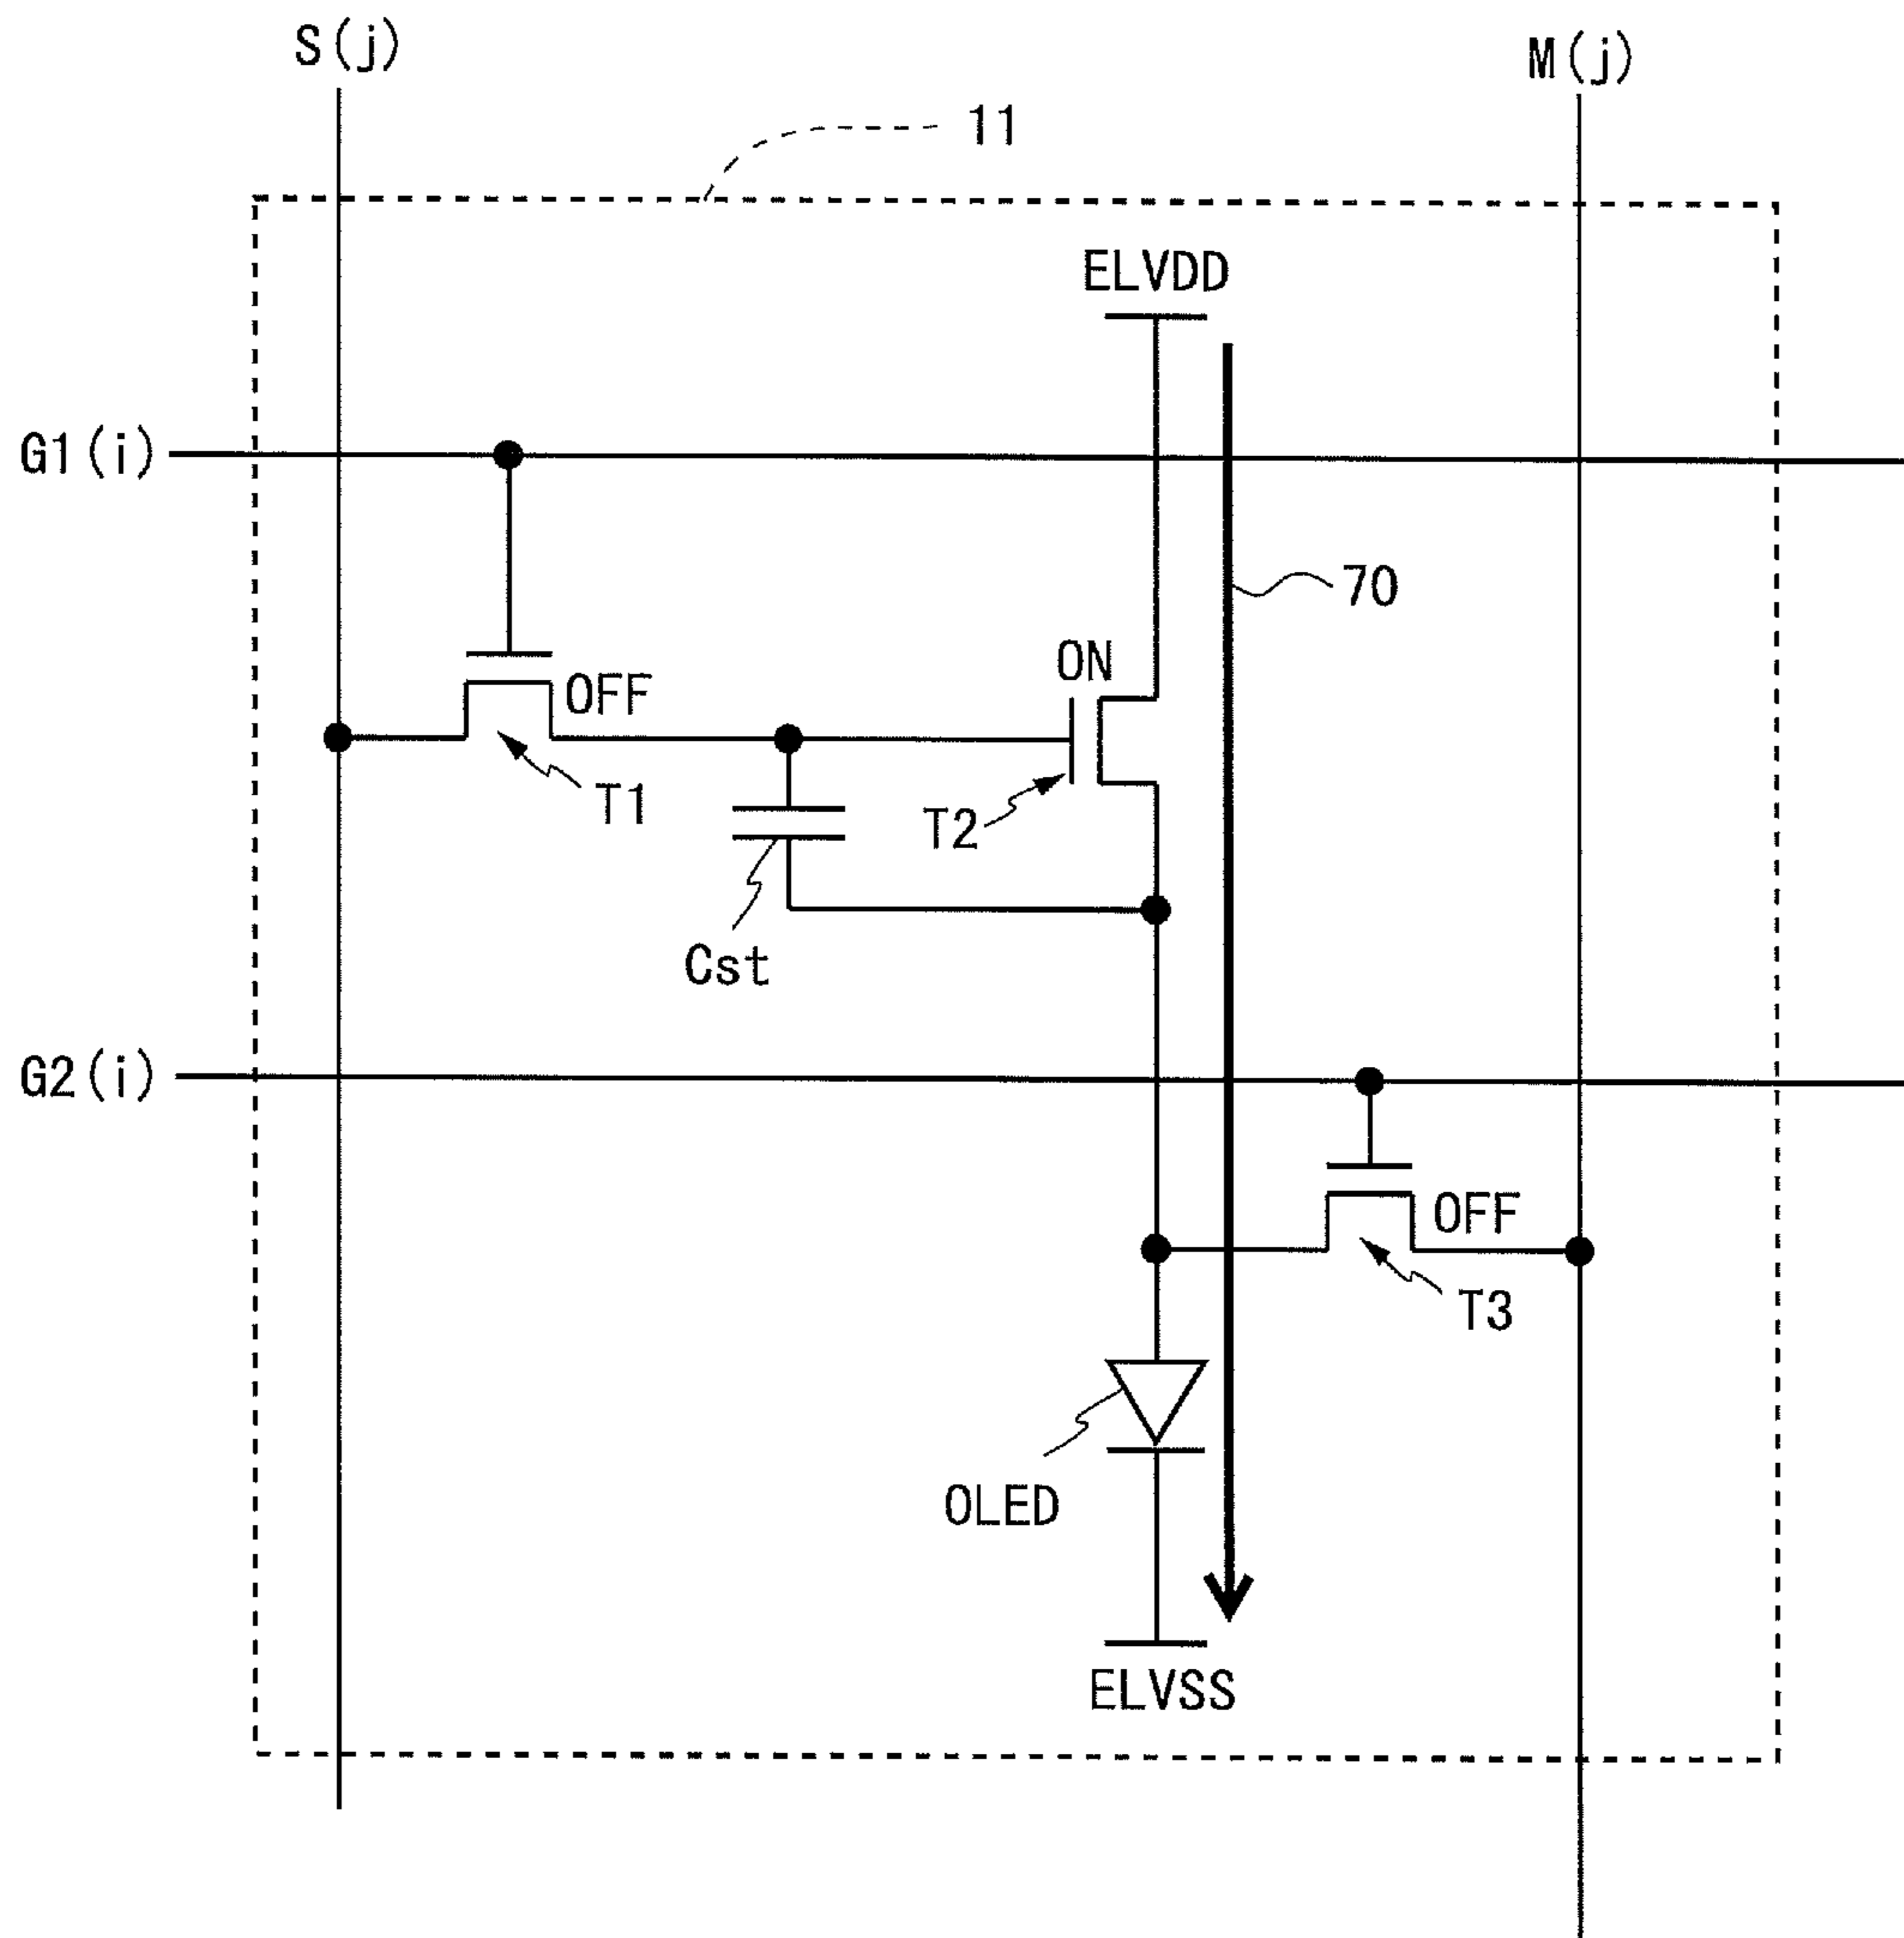 S(j)
M(j)
11
ELVDD
G1(i)
70
ON
OFF
T1
T2
Cst
G2(i)
OFF
T3
OLED
ELVSS